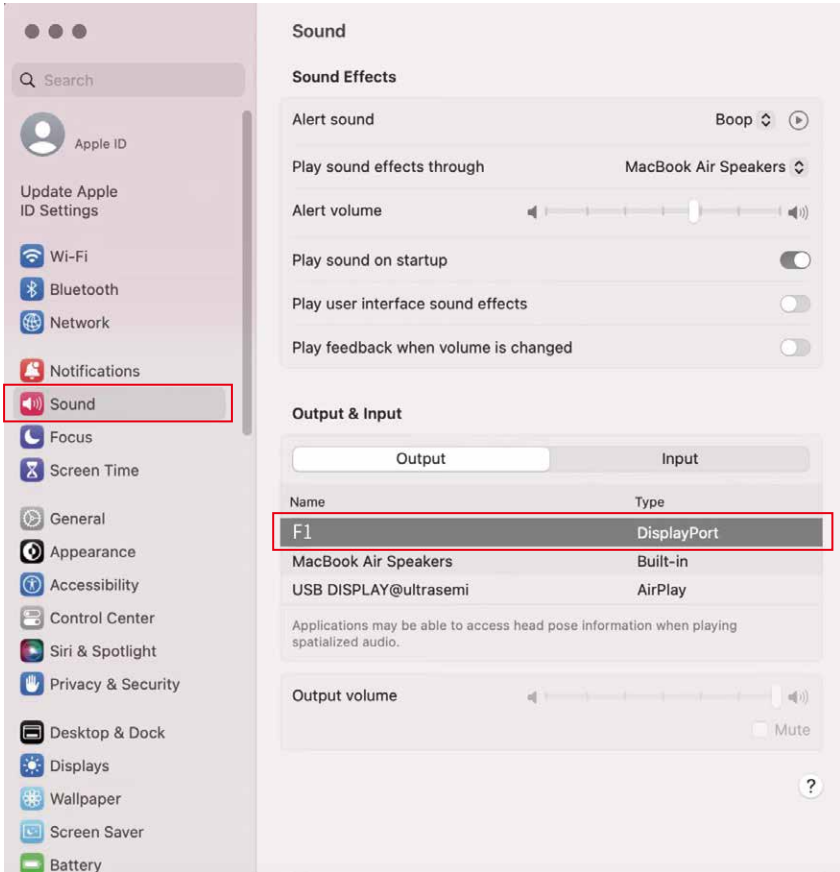 Search
Apple ID
Update Apple
ID Settings
Wi-Fi
Bluetooth
Network
Notifications
Sound
Focus
Screen Time
General
Appearance
Accessibility
Control Center
Siri & Spotlight
Privacy & Security
Desktop & Dock
Displays
Wallpaper
Screen Saver
Battery
Sound
Sound Effects
Alert sound Boop
Play sound effects through MacBook Air Speakers
Alert volume
Play sound on startup
Play user interface sound effects
Play feedback when volume is changed
Output & Input
Output Input
Name Type
F1 DisplayPort
MacBook Air Speakers Built-in
USB DISPLAY@ultrasemi AirPlay
Applications may be able to access head pose information when playing
spatialized audio.
Output volume
Mute
?